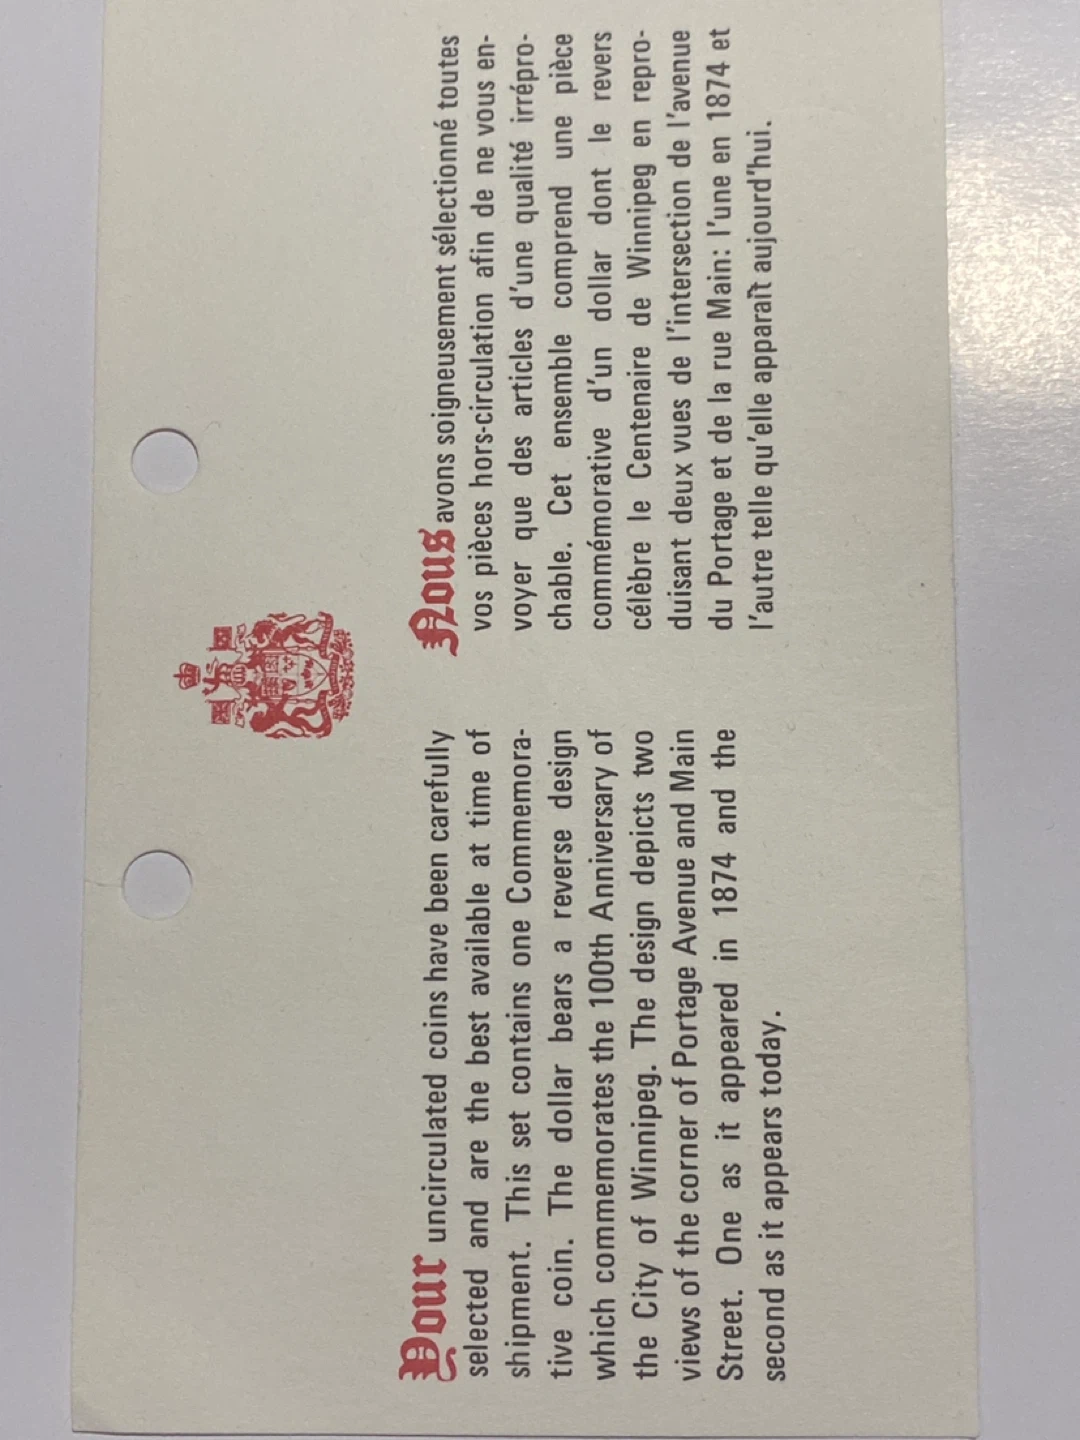 Your uncirculated coins have been carefully
selected and are the best available at time of
shipment. This set contains one Commemora-
tive coin. The dollar bears a reverse design
which commemorates the 100th Anniversary of
the City of Winnipeg. The design depicts two
views of the corner of Portage Avenue and Main
Street. One as it appeared in 1874 and the
second as it appears today.
Nous avons soigneusement sélectionné toutes
vos pièces hors-circulation afin de ne vous en-
voyer que des articles d'une qualité irrépro-
chable. Cet ensemble comprend une pièce
commémorative d'un dollar dont le revers
célèbre le Centenaire de Winnipeg en repro-
duisant deux vues de l'intersection de l'avenue
du Portage et de la rue Main: l'une en 1874 et
l'autre telle qu'elle apparaît aujourd'hui.